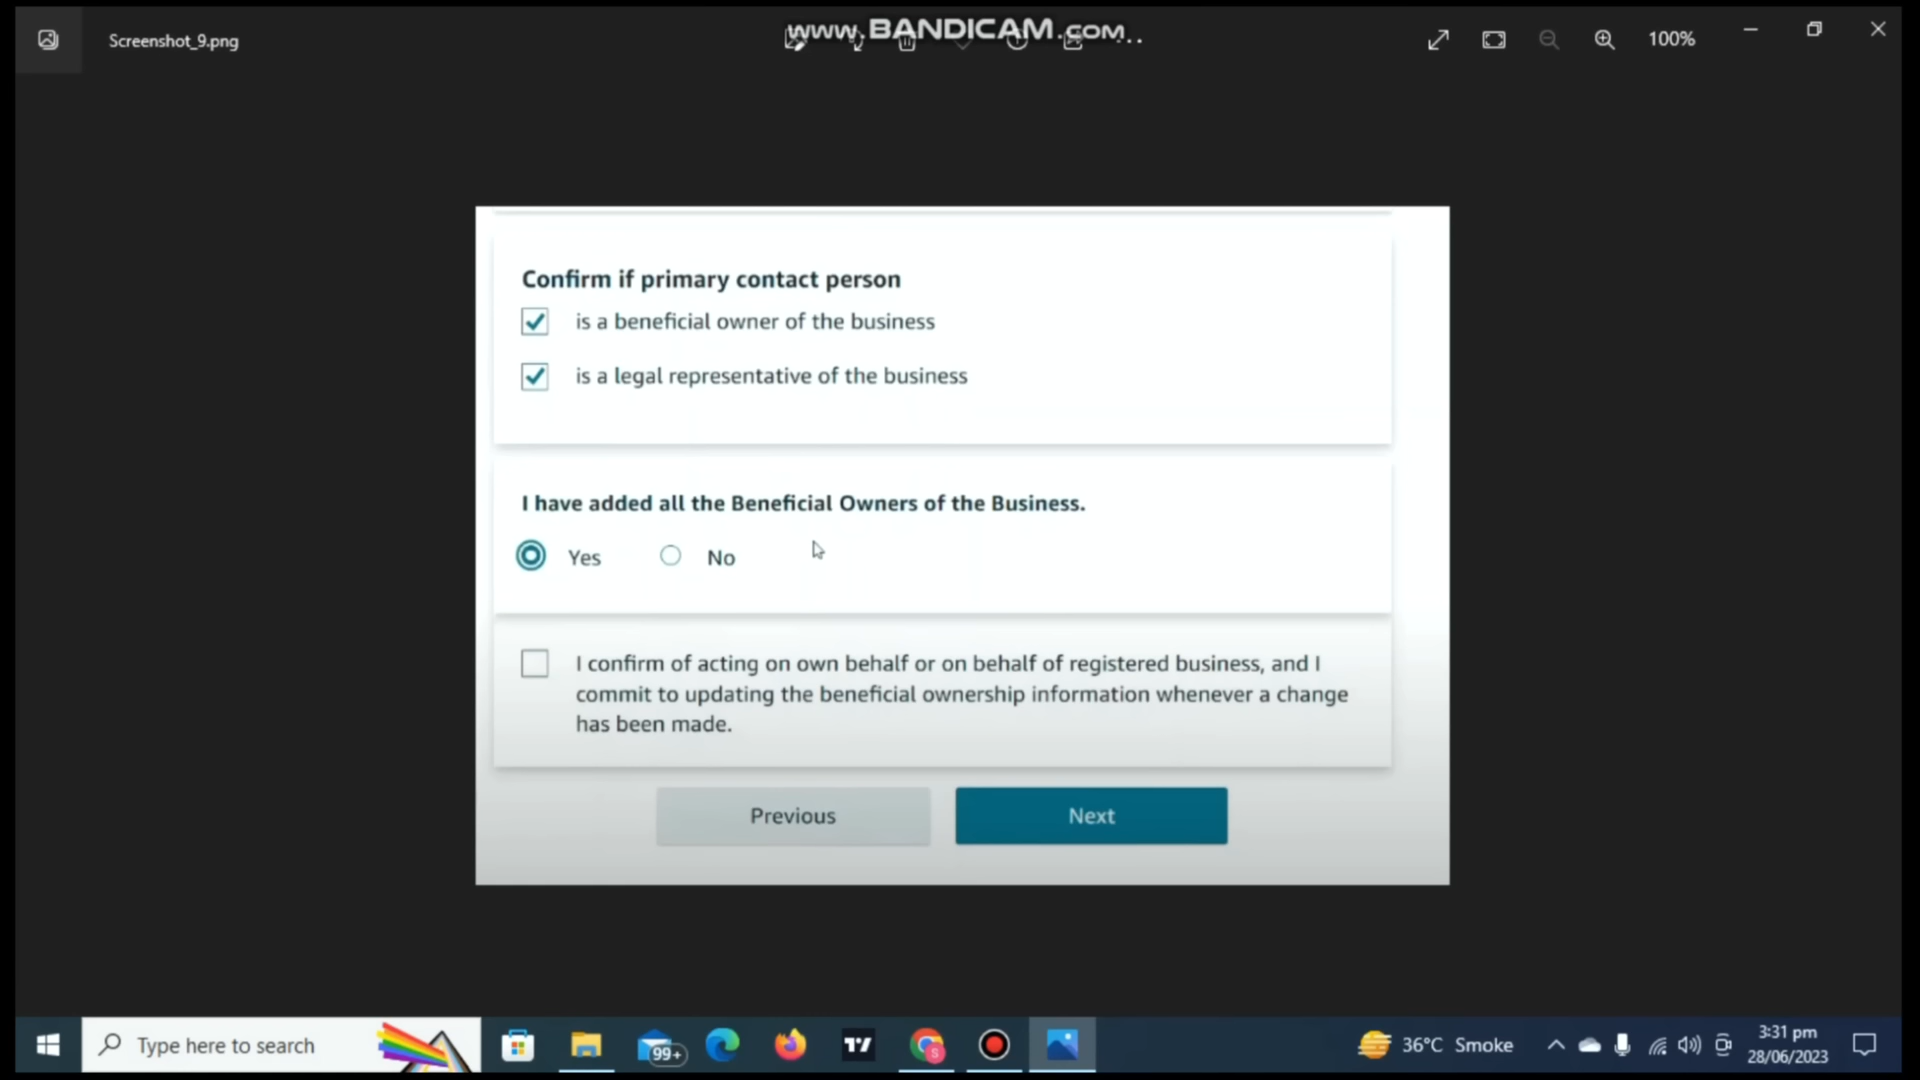 Screenshot_9.png
www.BANDICAM.COM
100%
Confirm if primary contact person
is a beneficial owner of the business
is a legal representative of the business
I have added all the Beneficial Owners of the Business.
Yes
No
I confirm of acting on own behalf or on behalf of registered business, and I
commit to updating the beneficial ownership information whenever a change
has been made.
Previous
Next
Type here to search
99+
S
36°C Smoke
3:31 pm
28/06/2023